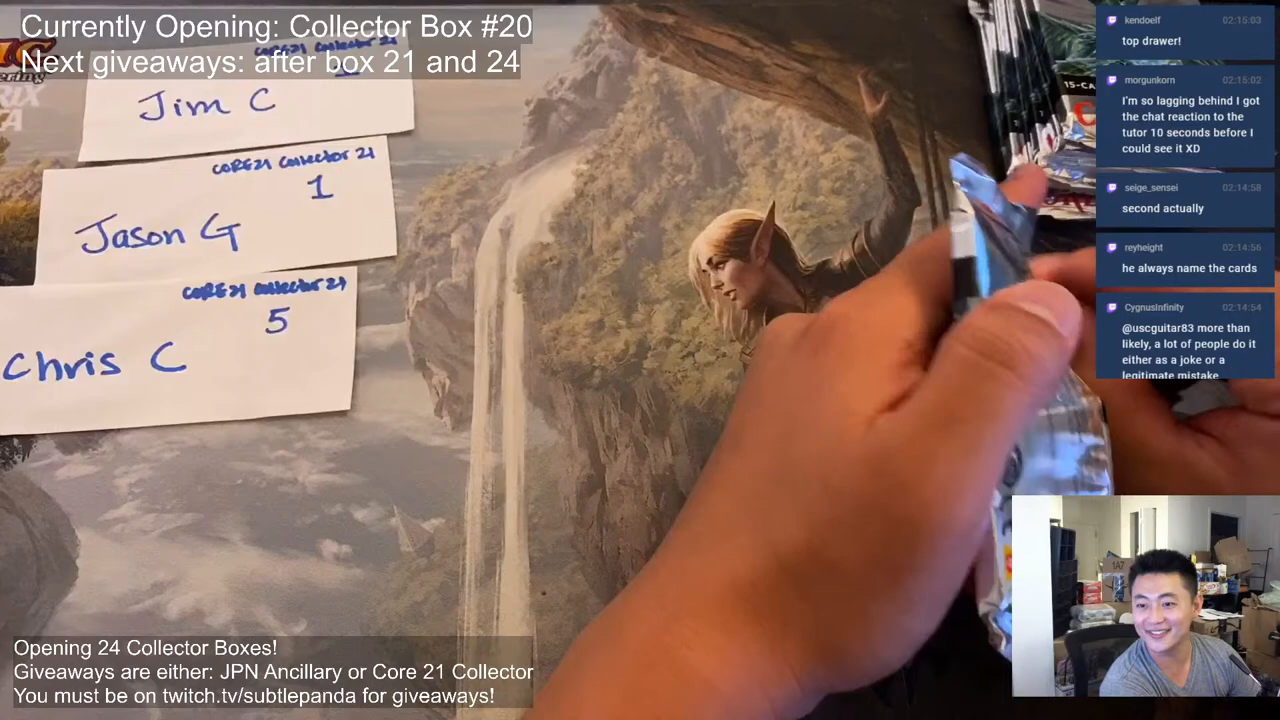 Currently Opening: Collector Box #20
Next giveaways: after box 21 and 24
Jim C
CORE21 Collector 21
1
Jason G
CORE21 Collector 21
5
Chris C
15-CA
kendoelf 02:15:03
top drawer!
morgunkorn 02:15:02
I'm so lagging behind I got
the chat reaction to the
tutor 10 seconds before I
could see it XD
seige_sensei 02:14:58
second actually
reyheight 02:14:56
he always name the cards
CygnusInfinity 02:14:54
@uscguitar83 more than
likely, a lot of people do it
either as a joke or a
legitimate mistake
1A7
Opening 24 Collector Boxes!
Giveaways are either: JPN Ancillary or Core 21 Collector
You must be on twitch.tv/subtlepanda for giveaways!